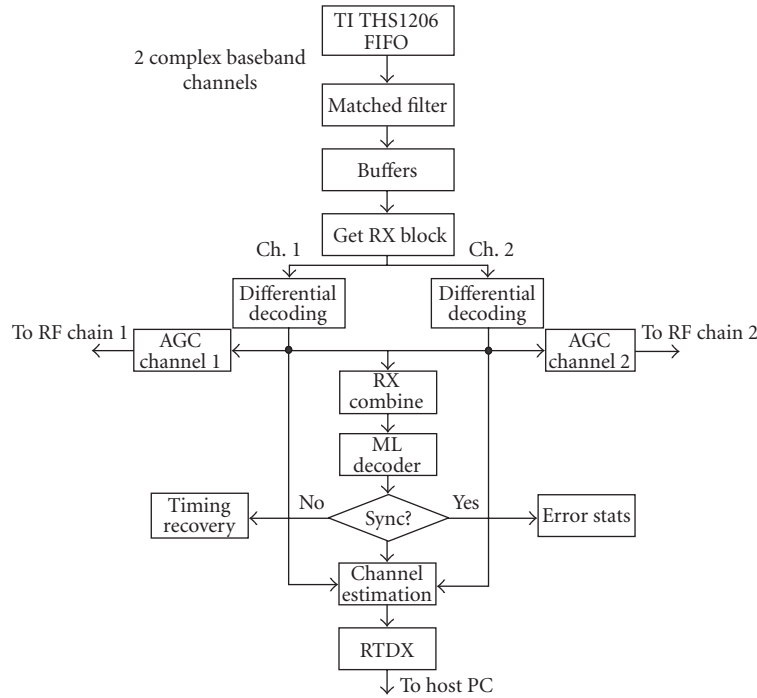 TI THS1206
FIFO
2 complex baseband
channels
Matched filter
Buffers
Get RX block
Ch. 1
Ch. 2
Differential
decoding
Differential
decoding
To RF chain 1
AGC
channel 1
AGC
channel 2
To RF chain 2
RX
combine
ML
decoder
Timing
recovery
No
Sync?
Yes
Error stats
Channel
estimation
RTDX
To host PC